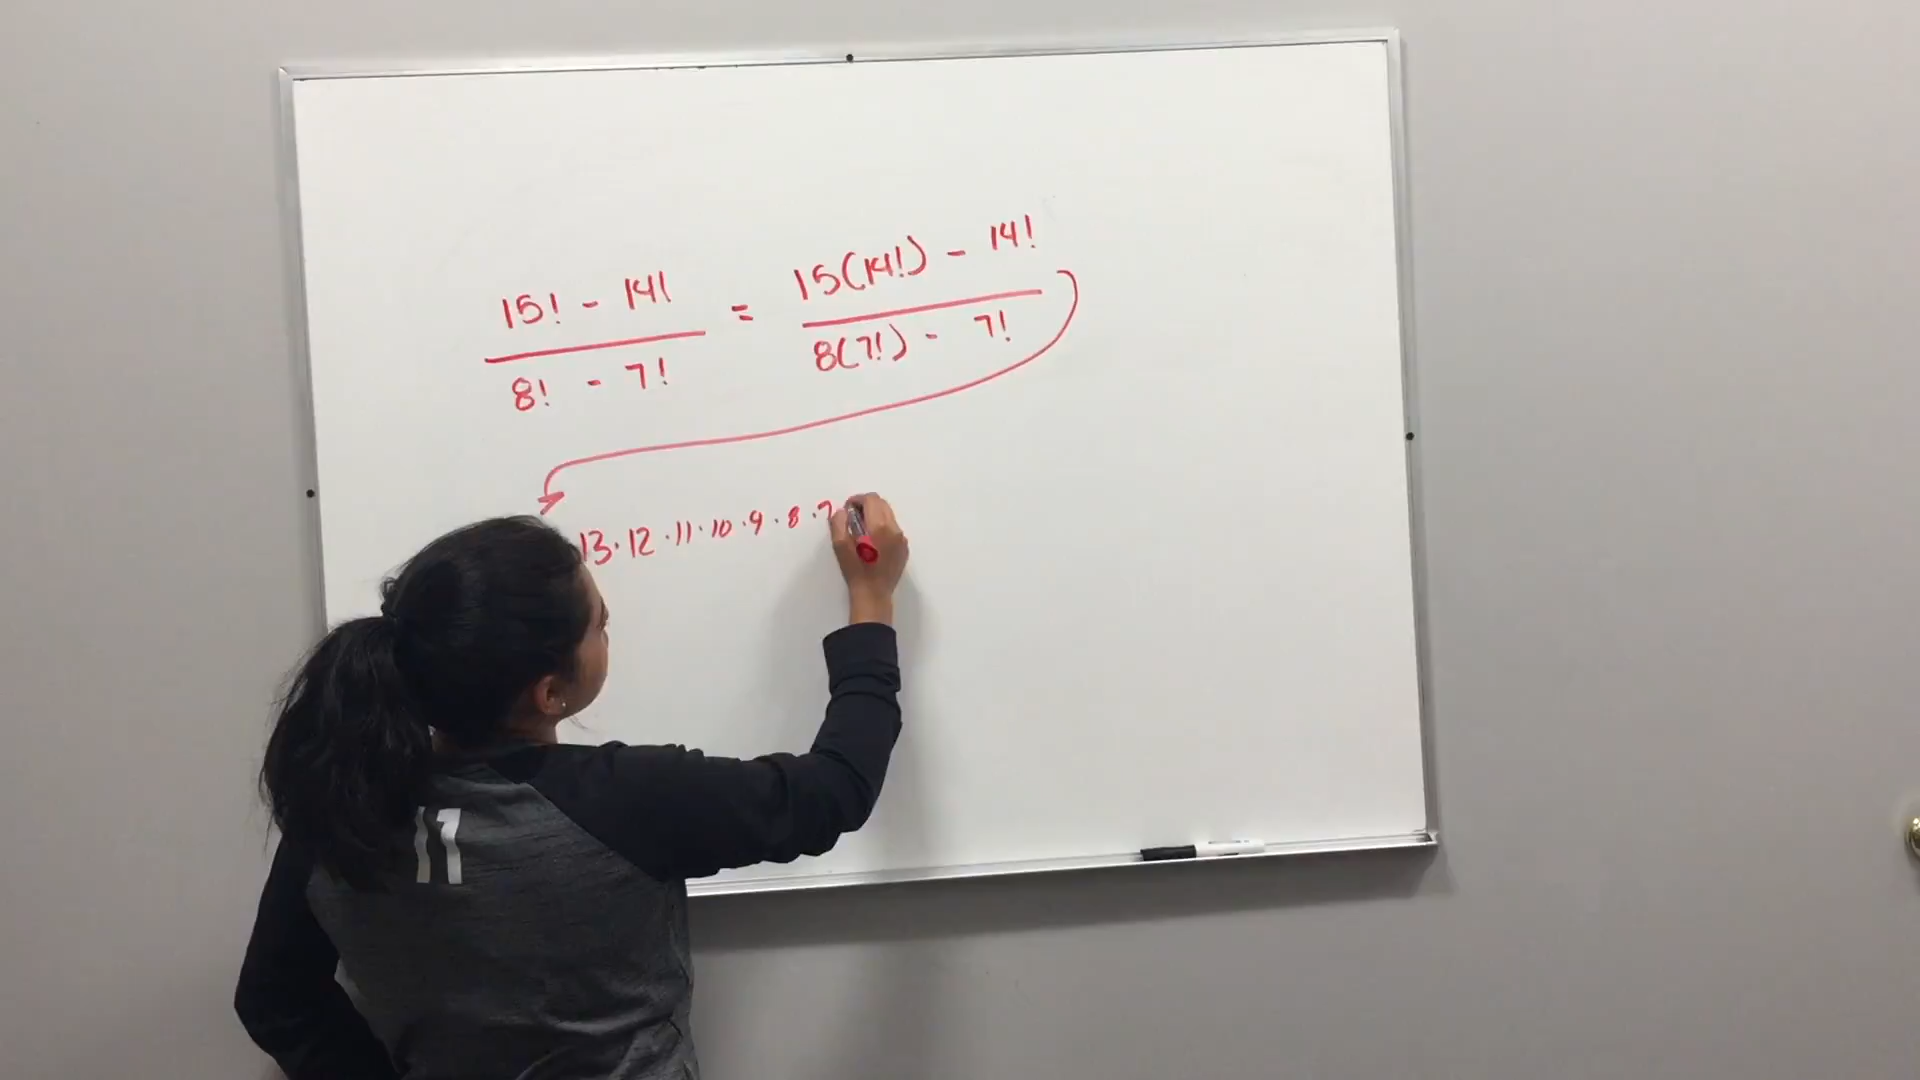 15! - 14! = 15(14!) - 14!
8! - 7! 8(7!) - 7!
13 · 12 · 11 · 10 · 9 · 8 · 7
11